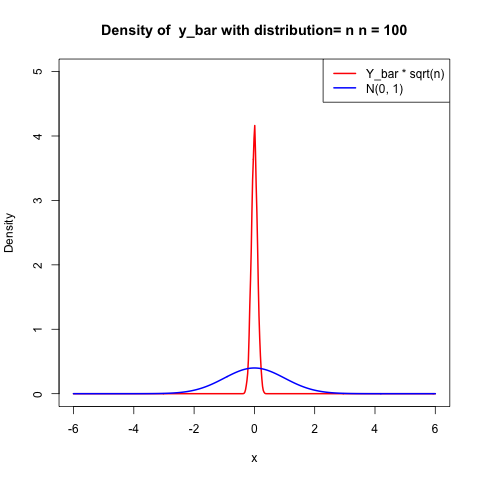 Density of  y_bar with distribution= n n = 100
Y_bar * sqrt(n)
N(0, 1)
5
4
3
2
1
0
Density
-6
-4
-2
0
2
4
6
x